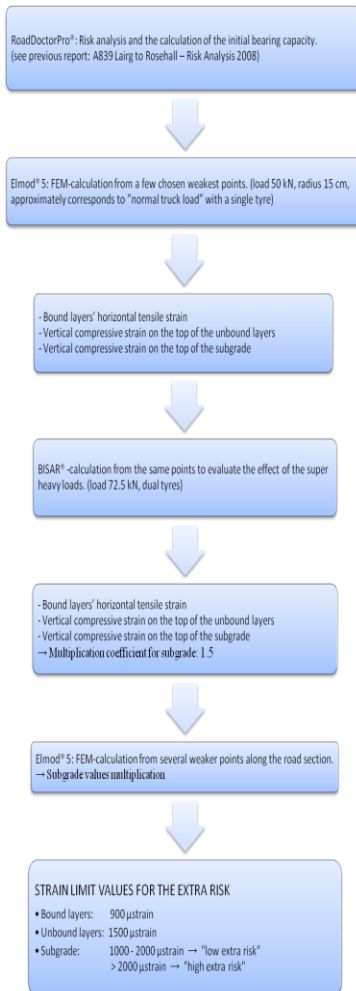 RoadDoctorPro®: Risk analysis and the calculation of the initial bearing capacity.
(see previous report: A839 Lairg to Rosehall – Risk Analysis 2008)
Elmod® 5: FEM-calculation from a few chosen weakest points. (load 50 kN, radius 15 cm,
approximately corresponds to "normal truck load" with a single tyre)
- Bound layers' horizontal tensile strain
- Vertical compressive strain on the top of the unbound layers
- Vertical compressive strain on the top of the subgrade
BISAR® -calculation from the same points to evaluate the effect of the super
heavy loads. (load 72.5 kN, dual tyres)
- Bound layers' horizontal tensile strain
- Vertical compressive strain on the top of the unbound layers
- Vertical compressive strain on the top of the subgrade
→ Multiplication coefficient for subgrade: 1.5
Elmod® 5: FEM-calculation from several weaker points along the road section.
→ Subgrade values multiplication
STRAIN LIMIT VALUES FOR THE EXTRA RISK
• Bound layers: 900 µstrain
• Unbound layers: 1500 µstrain
• Subgrade: 1000 - 2000 µstrain → "low extra risk"
> 2000 µstrain → "high extra risk"